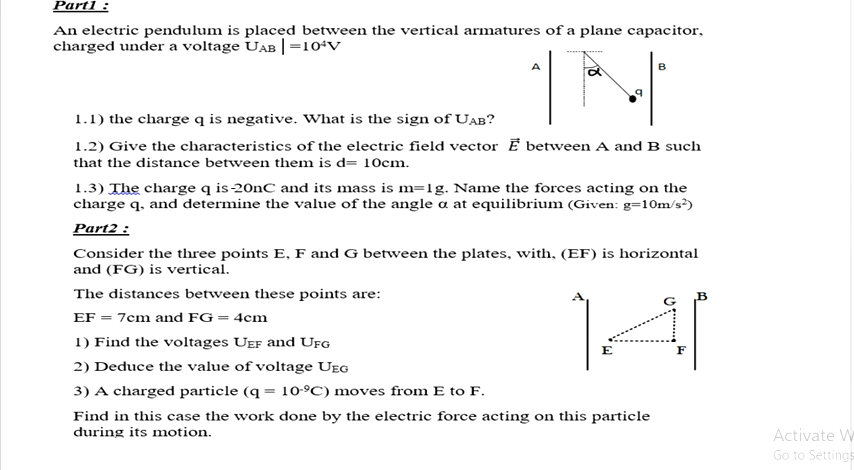 Part1 :
An electric pendulum is placed between the vertical armatures of a plane capacitor,
charged under a voltage UAB | =10⁴V
A
α
q
B
1.1) the charge q is negative. What is the sign of UAB?
1.2) Give the characteristics of the electric field vector E⃗ between A and B such
that the distance between them is d= 10cm.
1.3) The charge q is-20nC and its mass is m=1g. Name the forces acting on the
charge q, and determine the value of the angle α at equilibrium (Given: g=10m/s²)
Part2 :
Consider the three points E, F and G between the plates, with, (EF) is horizontal
and (FG) is vertical.
The distances between these points are:
EF = 7cm and FG = 4cm
A
G
B
E
F
1) Find the voltages UEF and UFG
2) Deduce the value of voltage UEG
3) A charged particle (q = 10⁻⁹C) moves from E to F.
Find in this case the work done by the electric force acting on this particle
during its motion.
Activate W
Go to Settings